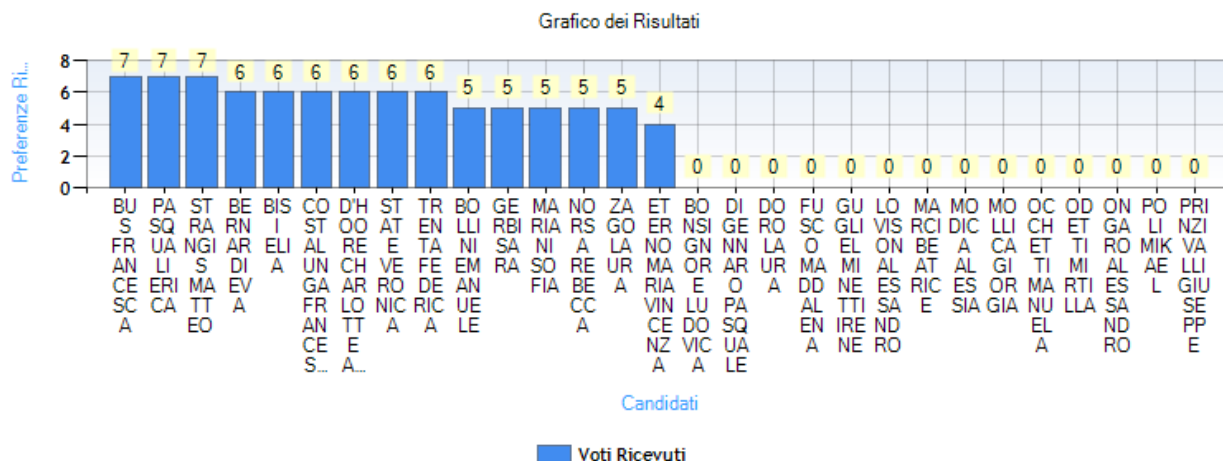 Grafico dei Risultati
Preferenze Ri...
8
6
4
2
0
7 7 7 6 6 6 6 6 6 5 5 5 5 5 4 0 0 0 0 0 0 0 0 0 0 0 0 0 0
BUS FRANCESCA
PASQUALI ERICA
STRANGIS MATTEO
BERNARDI EVA
BISI ELIA
COSTALUNGA FRANCES...
D'HOORE CHARLOTTE A...
STATE VERONICA
TRENTA FEDERICA
BOLLINI EMANUELE
GERBI SARA
MARIANI SOFIA
NORSA REBECCA
ZAGO LAURA
ETERNO MARIA VINCENZA
BONSIGNORE LUDOVICA
DI GENNARO PASQUALE
DORO LAURA
FUSCO MADDALENA
GUGLIELMINETTI IRENE
LOVISON ALESSANDRO
MARCI BEATRICE
MODICA ALESSIA
MOLLICA GIORGIA
OCCHETTI MANUELA
ODETTI MIRTILLA
ONGARO ALESSANDRO
POLI MIKAEL
PRINZIVALLI GIUSEPPE
Candidati
Voti Ricevuti